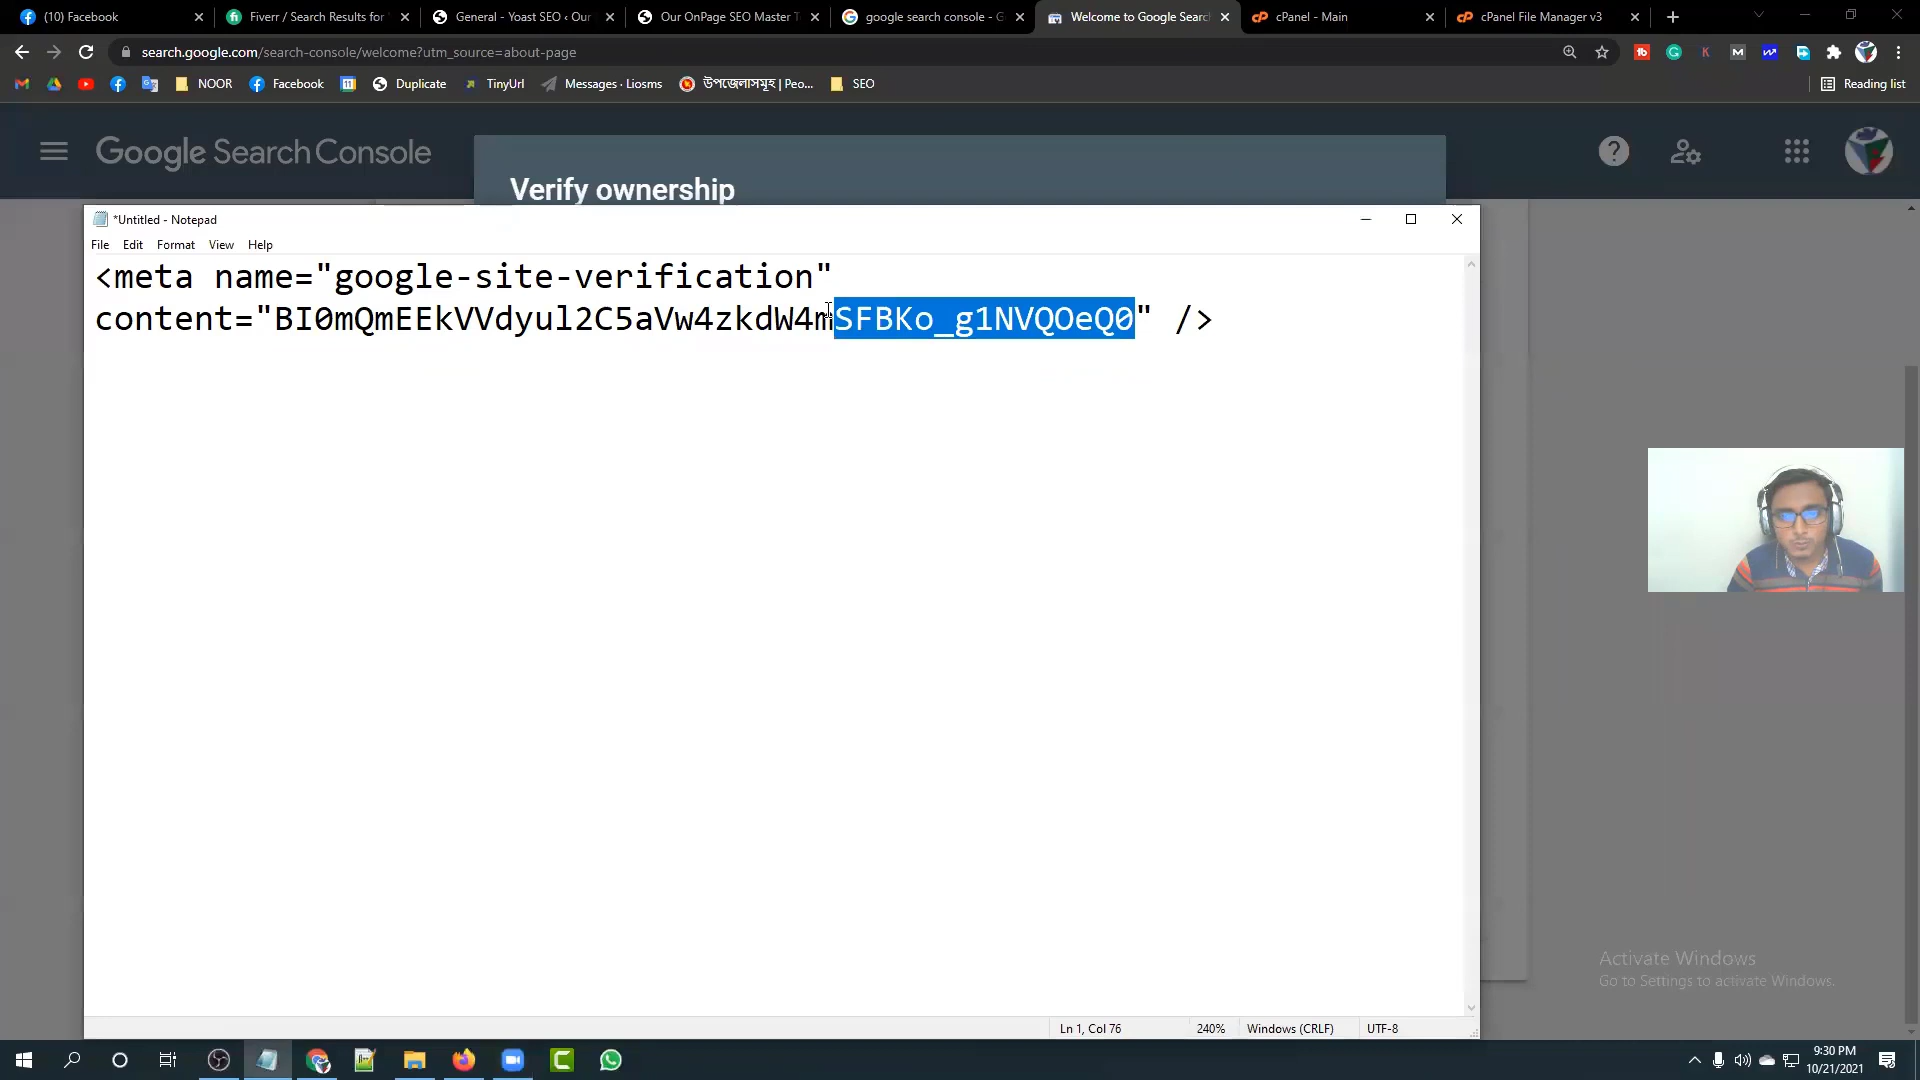 (10) Facebook
Fiverr / Search Results for
General - Yoast SEO ‹ Our
Our OnPage SEO Master T
google search console - G
Welcome to Google Searc
cPanel - Main
cPanel File Manager v3
search.google.com/search-console/welcome?utm_source=about-page
NOOR
Facebook
Duplicate
TinyUrl
Messages · Liosms
উপজেলাসমূহ | Peo...
SEO
Reading list
Google Search Console
Verify ownership
*Untitled - Notepad
File Edit Format View Help
<meta name="google-site-verification"
content="BI0mQmEEkVVdyul2C5aVw4zkdW4mSFBKo_g1NVQOeQ0" />
Activate Windows
Go to Settings to activate Windows.
Ln 1, Col 76
240%
Windows (CRLF)
UTF-8
9:30 PM
10/21/2021